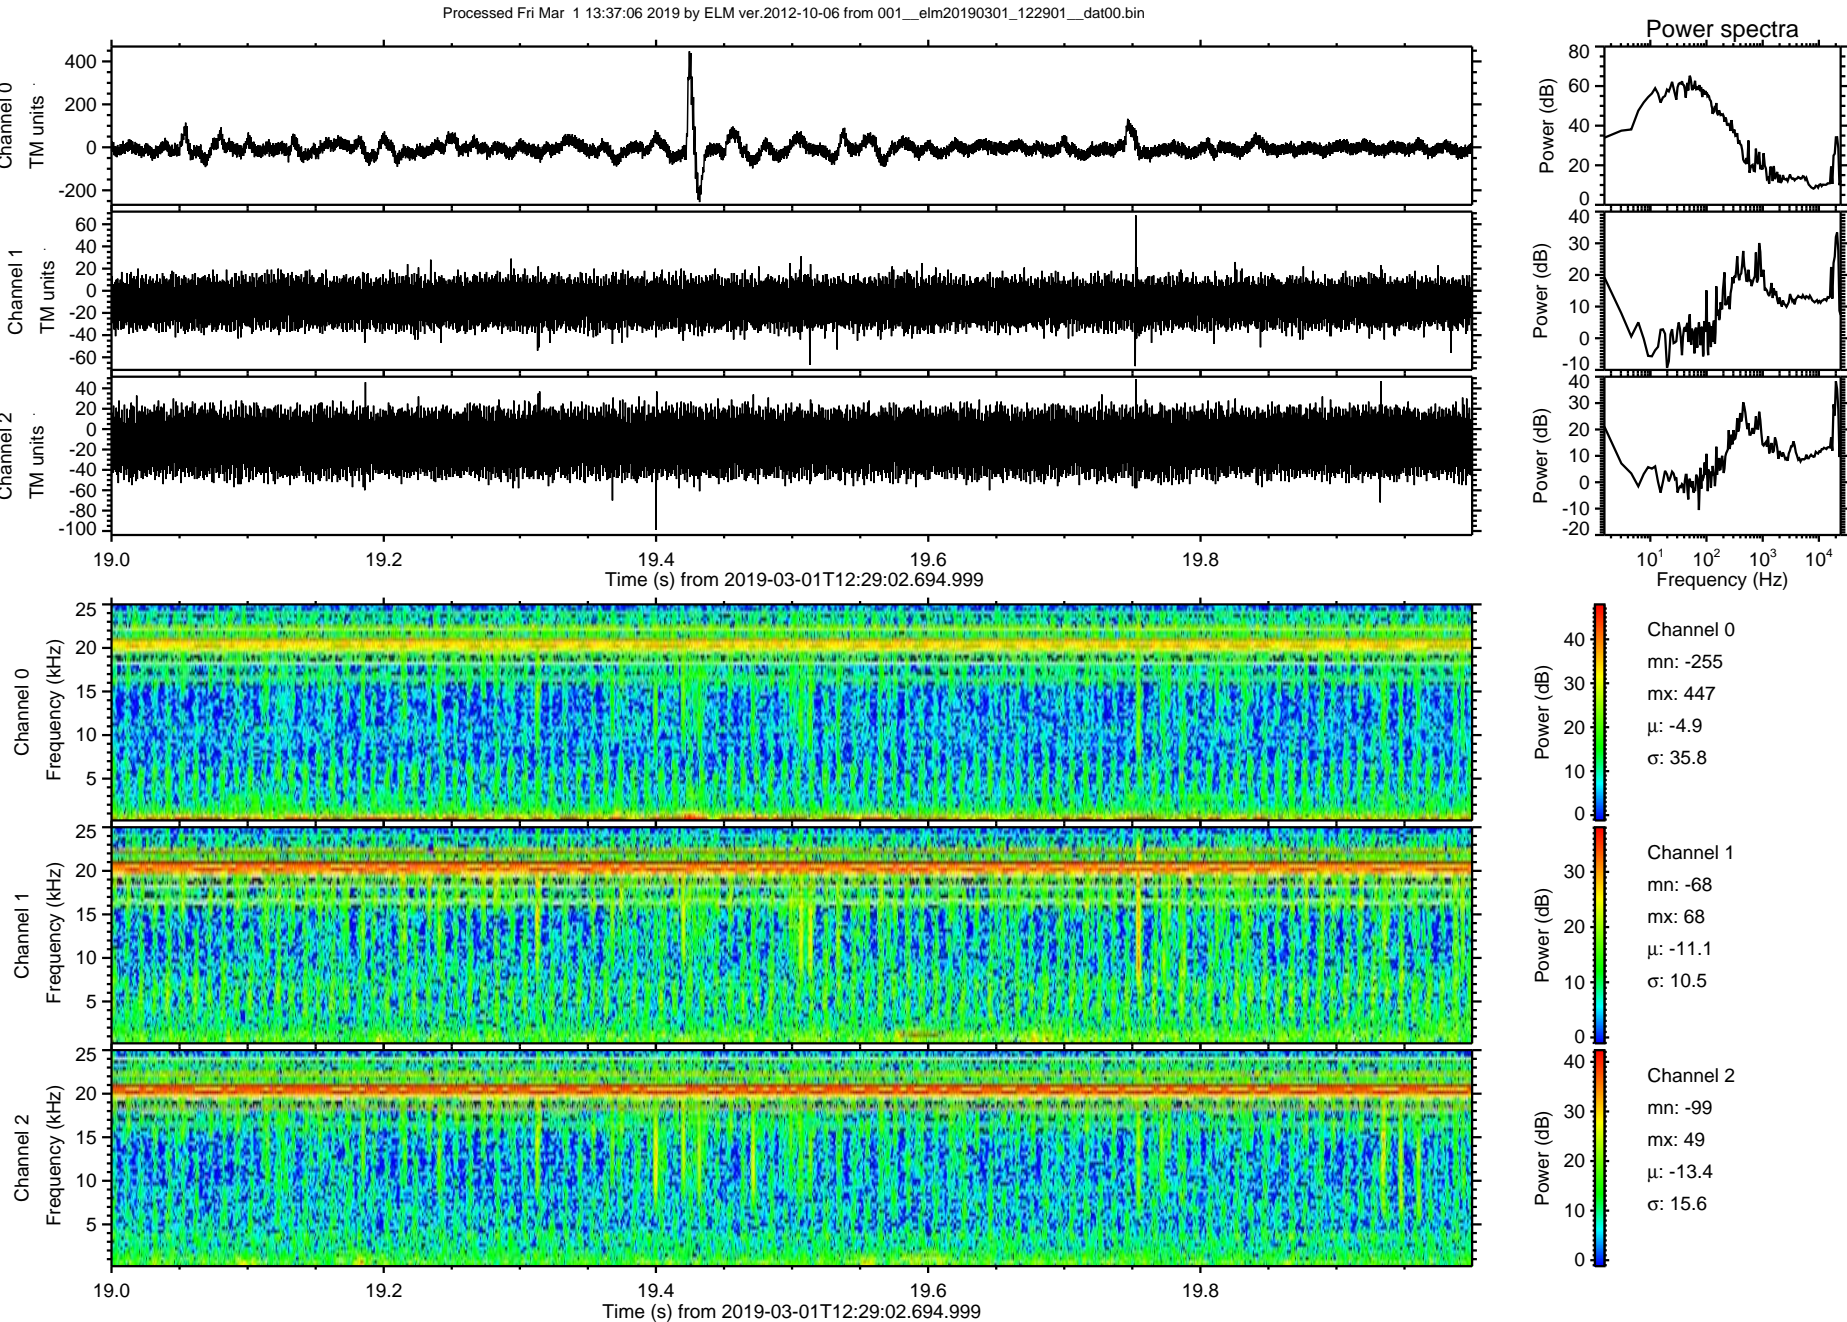 Processed Fri Mar  1 13:37:06 2019 by ELM ver.2012-10-06 from 001__elm20190301_122901__dat00.bin
Power spectra
Channel 0
TM units
400
200
0
-200
Power (dB)
80
60
40
20
0
Channel 1
TM units
60
40
20
0
-20
-40
-60
Power (dB)
40
30
20
10
0
-10
Channel 2
TM units
40
20
0
-20
-40
-60
-80
-100
Power (dB)
40
30
20
10
0
-10
-20
19.0 19.2 19.4 19.6 19.8
Time (s) from 2019-03-01T12:29:02.694.999
10^1 10^2 10^3 10^4
Frequency (Hz)
Channel 0
Frequency (kHz)
25
20
15
10
5
Power (dB)
40
30
20
10
0
Channel 0
mn: -255
mx: 447
μ: -4.9
σ: 35.8
Channel 1
Frequency (kHz)
25
20
15
10
5
Power (dB)
30
20
10
0
Channel 1
mn: -68
mx: 68
μ: -11.1
σ: 10.5
Channel 2
Frequency (kHz)
25
20
15
10
5
Power (dB)
40
30
20
10
0
Channel 2
mn: -99
mx: 49
μ: -13.4
σ: 15.6
19.0 19.2 19.4 19.6 19.8
Time (s) from 2019-03-01T12:29:02.694.999